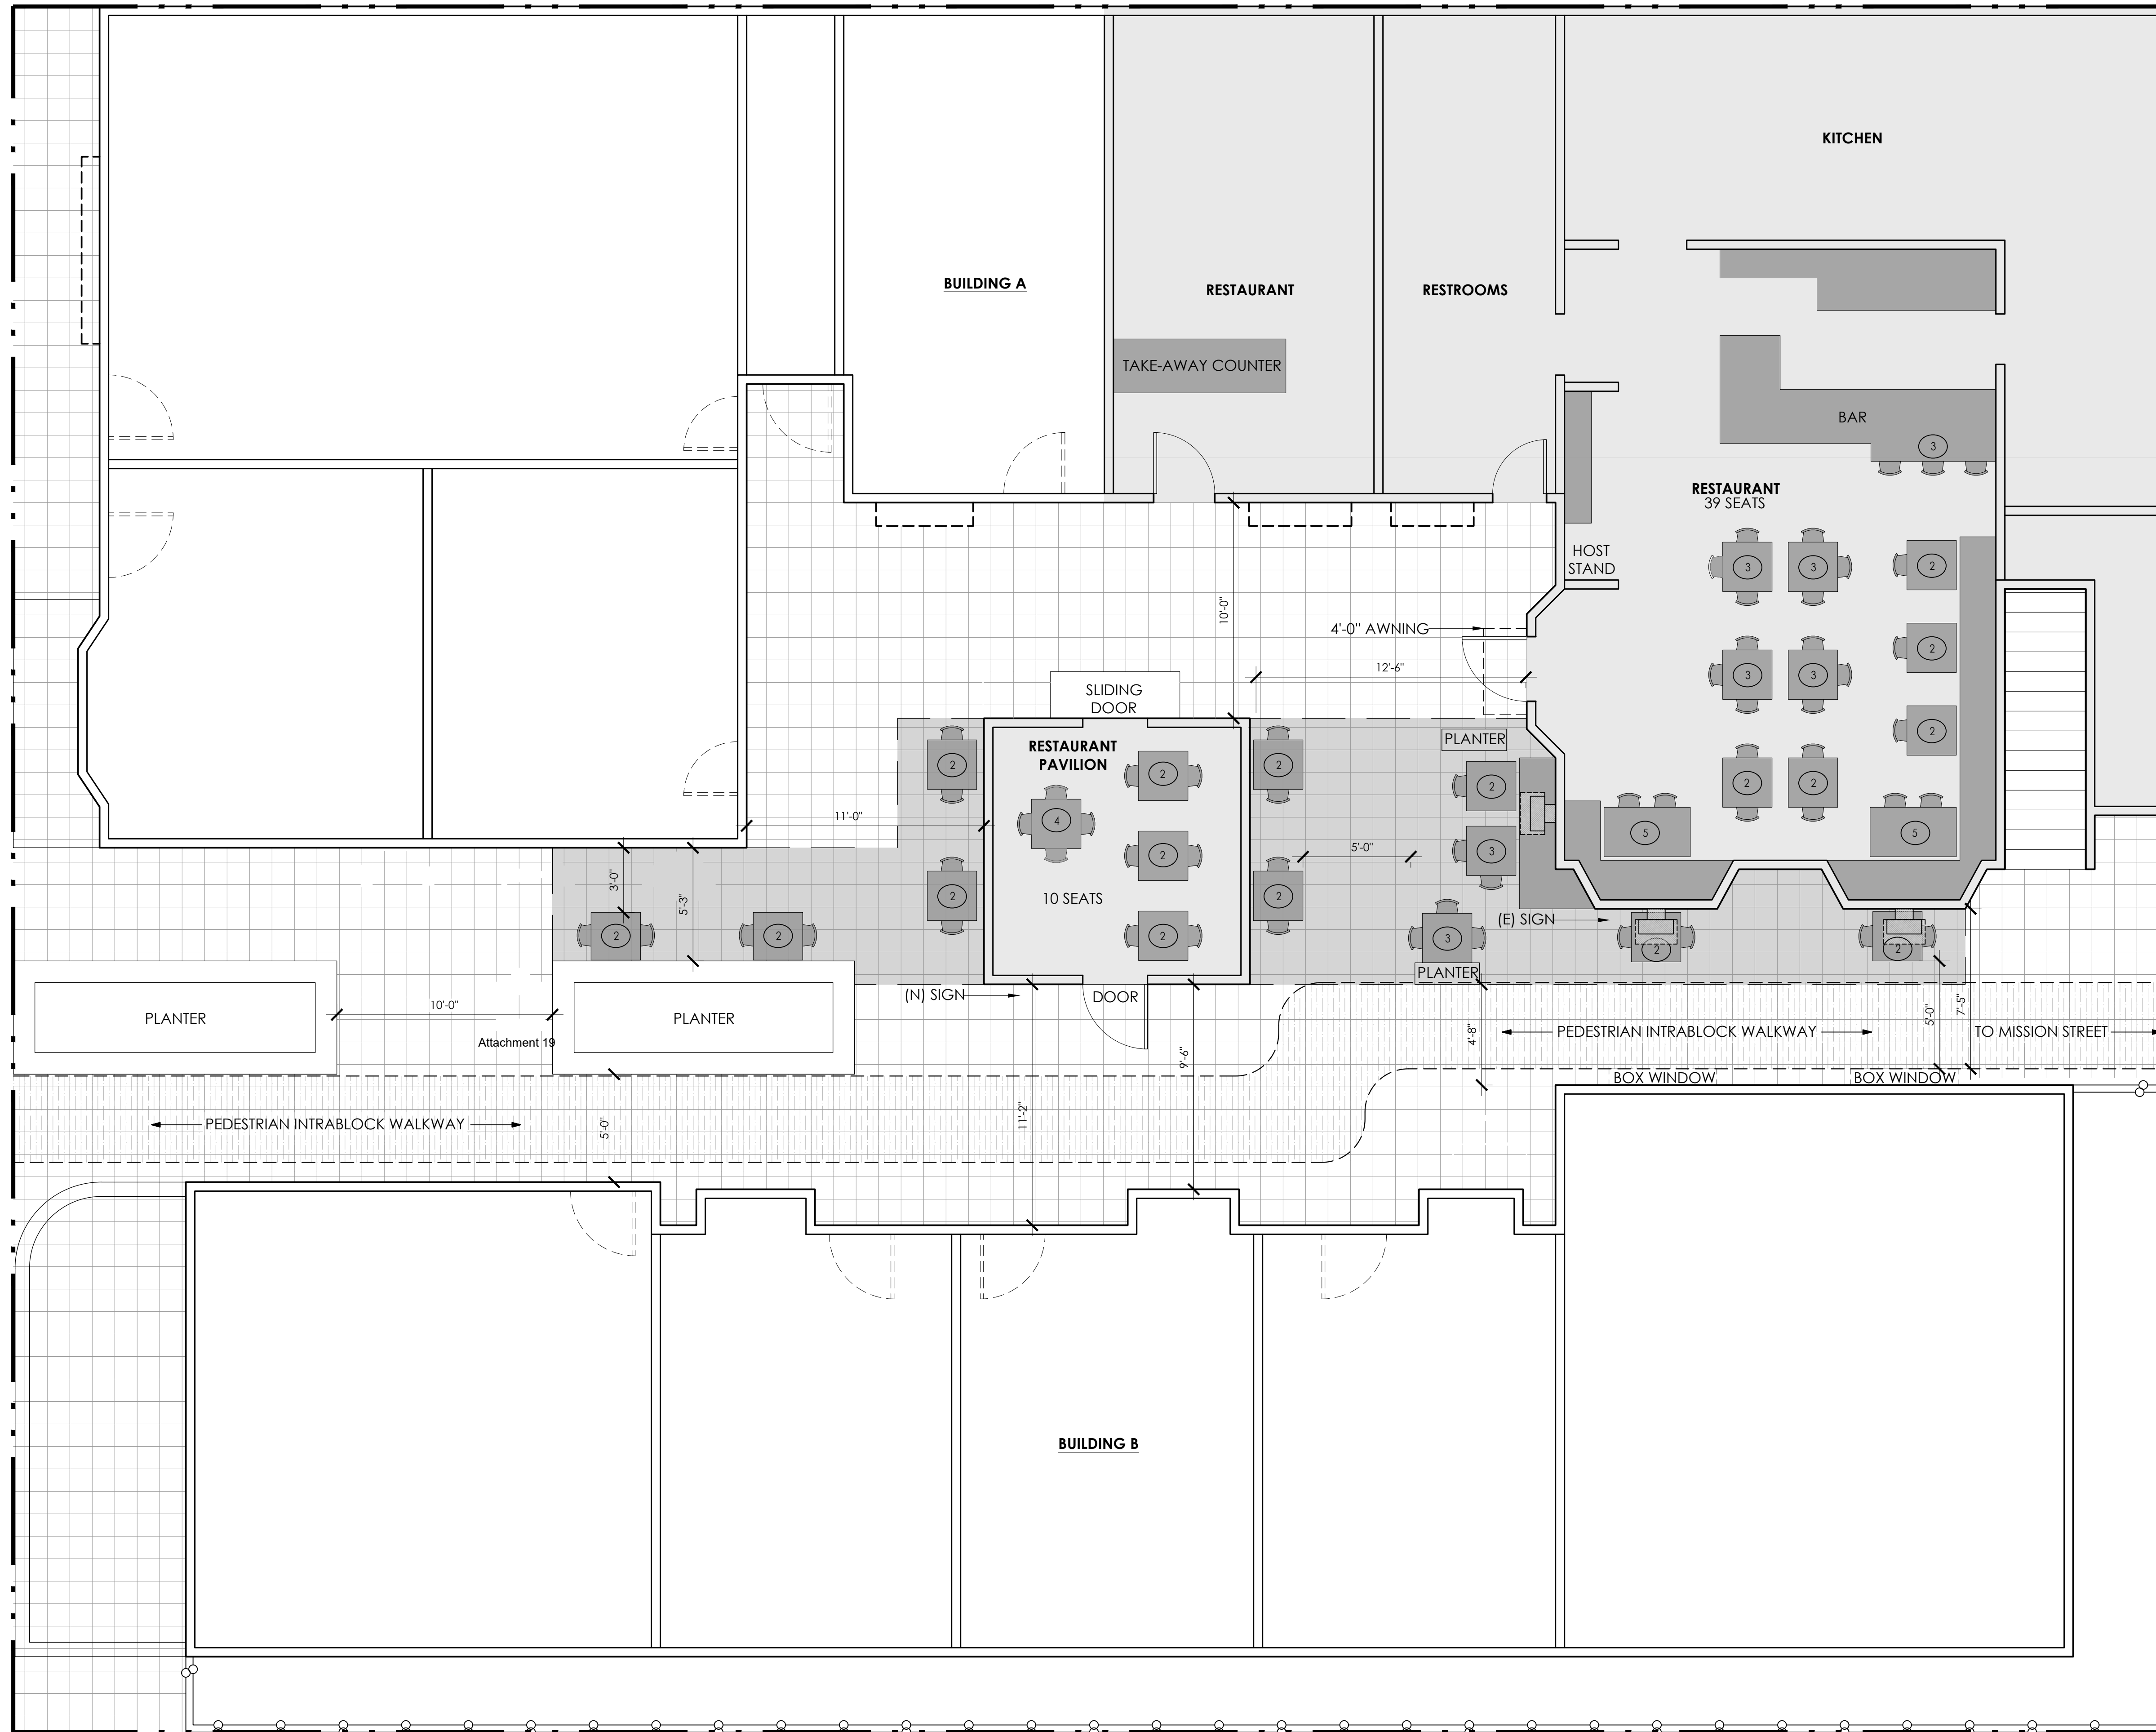 KITCHEN
BUILDING A
RESTAURANT
RESTROOMS
TAKE-AWAY COUNTER
BAR
3
RESTAURANT
39 SEATS
HOST
STAND
3
3
2
10'-0"
4'-0" AWNING
2
12'-6"
3
3
SLIDING
DOOR
2
PLANTER
RESTAURANT
PAVILION
2
2
2
2
2
2
4
11'-0"
5
5
3
2
5'-0"
3'-0"
5'-3"
2
2
10 SEATS
(E) SIGN
2
2
2
3
2
2
PLANTER
(N) SIGN
DOOR
10'-0"
PLANTER
PLANTER
Attachment 19
4'-8"
5'-0"
7'-5"
PEDESTRIAN INTRABLOCK WALKWAY
TO MISSION STREET
9'-6"
BOX WINDOW
BOX WINDOW
11'-2"
5'-0"
PEDESTRIAN INTRABLOCK WALKWAY
BUILDING B